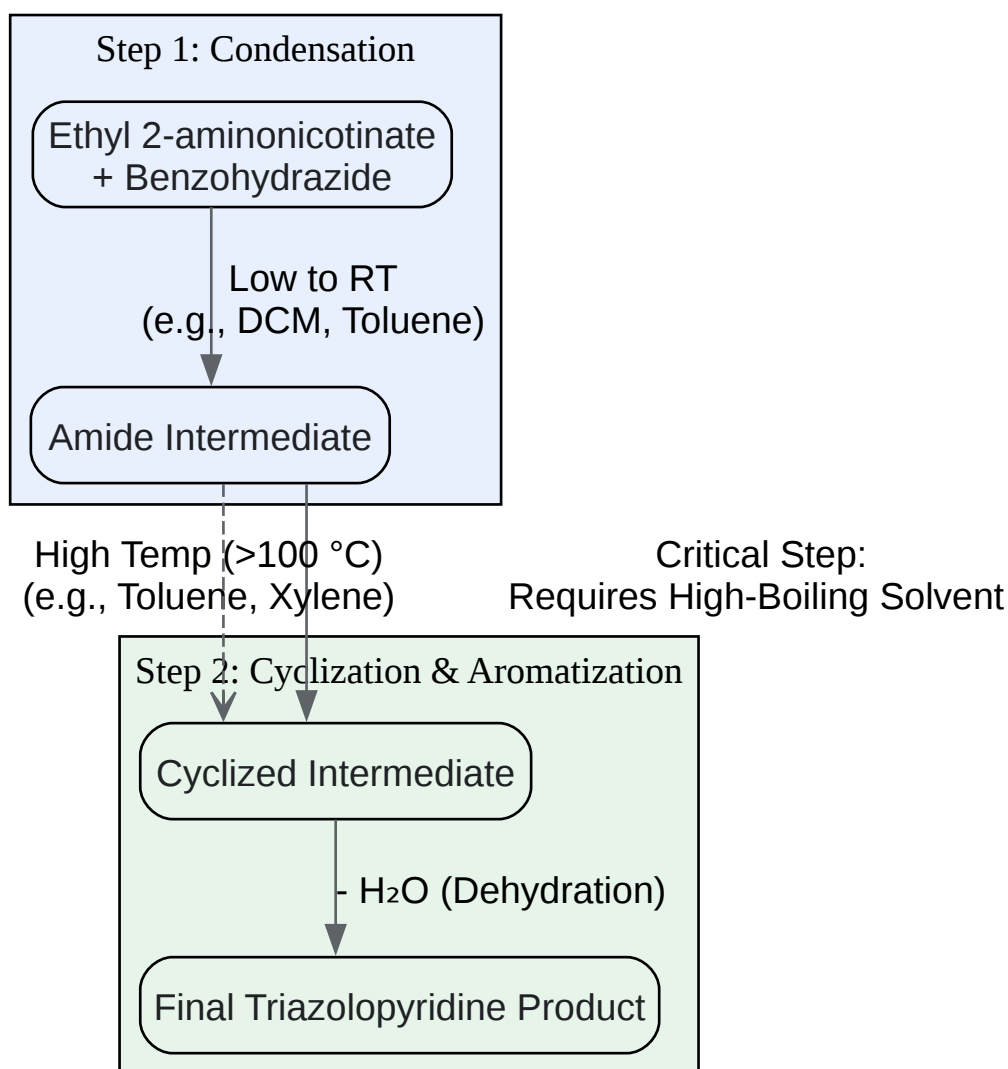 Step 1: Condensation
Ethyl 2-aminonicotinate
+ Benzohydrazide
Low to RT
(e.g., DCM, Toluene)
Amide Intermediate
High Temp (>100 °C)
(e.g., Toluene, Xylene)
Critical Step:
Requires High-Boiling Solvent
Step 2: Cyclization & Aromatization
Cyclized Intermediate
- H₂O (Dehydration)
Final Triazolopyridine Product